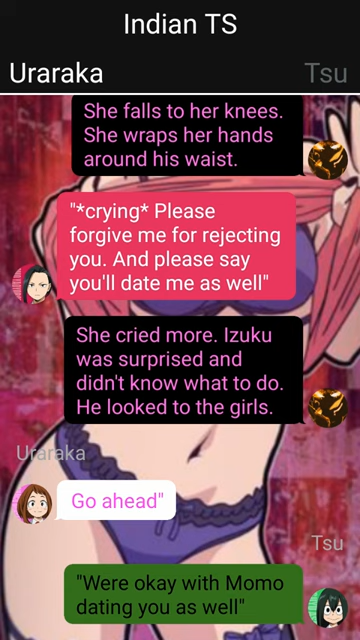 Indian TS
Uraraka
Tsu
She falls to her knees.
She wraps her hands
around his waist.
"*crying* Please
forgive me for rejecting
you. And please say
you'll date me as well"
She cried more. Izuku
was surprised and
didn't know what to do.
He looked to the girls.
Uraraka
Go ahead"
Tsu
"Were okay with Momo
dating you as well"